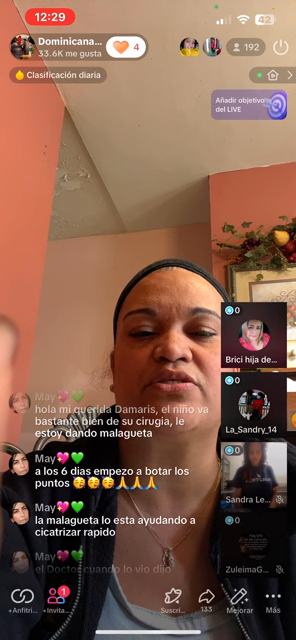 12:29
42
Dominicana...
33.6K me gusta
4
192
Clasificación diaria
Añadir objetivo
del LIVE
0
Brici hija de...
0
La_Sandry_14
0
Sandra Le...
0
ZuleimaG...
May💖💚
hola mi querida Damaris, el niño va
bastante bien de su cirugia, le
estoy dando malagueta
May💖💚
a los 6 dias empezo a botar los
puntos 🥳🥳🥳🙏🙏🙏
May💖💚
la malagueta lo esta ayudando a
cicatrizar rapido
May💖💚
el Doctor cuando lo vio dijo
1
+Anfitri...
+Invita...
Suscri...
133
Mejorar
Más